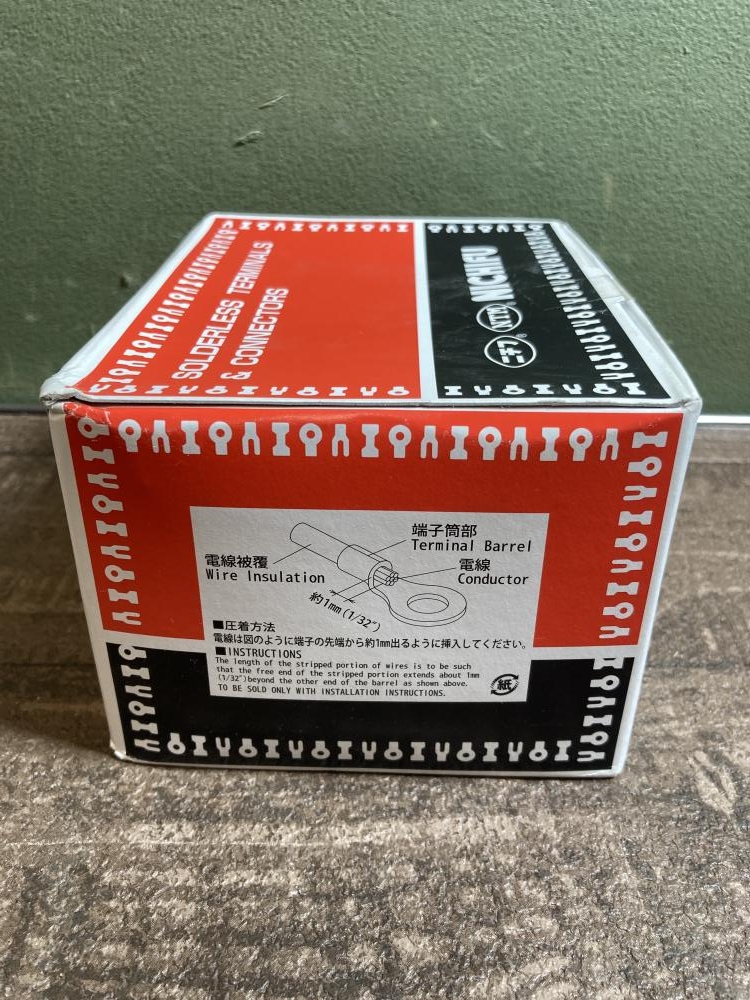 SOLDERLESS TERMINALS
& CONNECTORS
ニチフ® NTM NICHIFU
端子筒部
Terminal Barrel
電線被覆
Wire Insulation
電線
Conductor
約1mm(1/32")
■圧着方法
電線は図のように端子の先端から約1mm出るように挿入してください。
■INSTRUCTIONS
The length of the stripped portion of wires is to be such
that the free end of the stripped portion extends about 1mm
(1/32")beyond the other end of the barrel as shown above.
TO BE SOLD ONLY WITH INSTALLATION INSTRUCTIONS.
紙